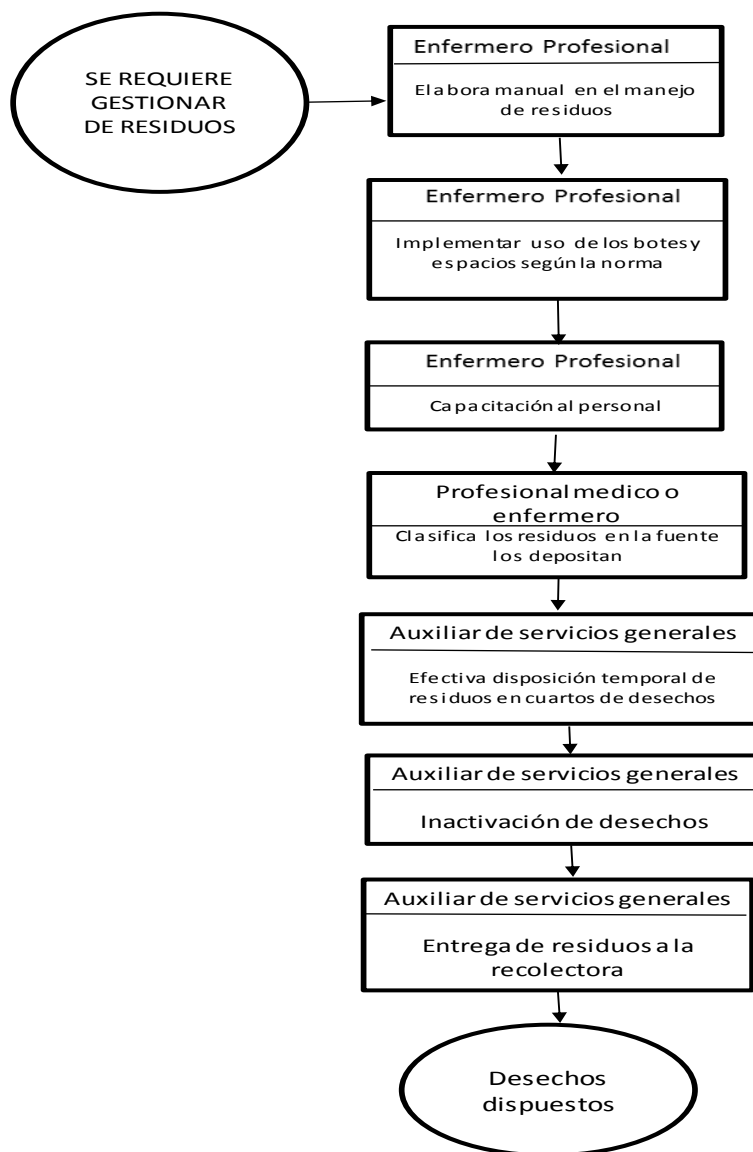 SE REQUIERE
GESTIONAR
DE RESIDUOS
Enfermero Profesional
Elabora manual en el manejo
de residuos
Enfermero Profesional
Implementar uso de los botes y
espacios según la norma
Enfermero Profesional
Capacitación al personal
Profesional medico o
enfermero
Clasifica los residuos en la fuente
los depositan
Auxiliar de servicios generales
Efectiva disposición temporal de
residuos en cuartos de desechos
Auxiliar de servicios generales
Inactivación de desechos
Auxiliar de servicios generales
Entrega de residuos a la
recolectora
Desechos
dispuestos